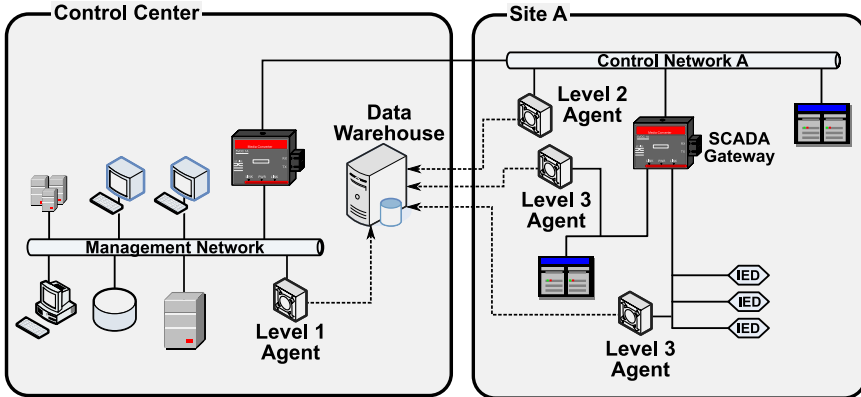 Control Center
Site A
Control Network A
Data
Warehouse
Level 2
Agent
SCADA
Gateway
Level 3
Agent
Management Network
Level 1
Agent
Level 3
Agent
IED
IED
IED